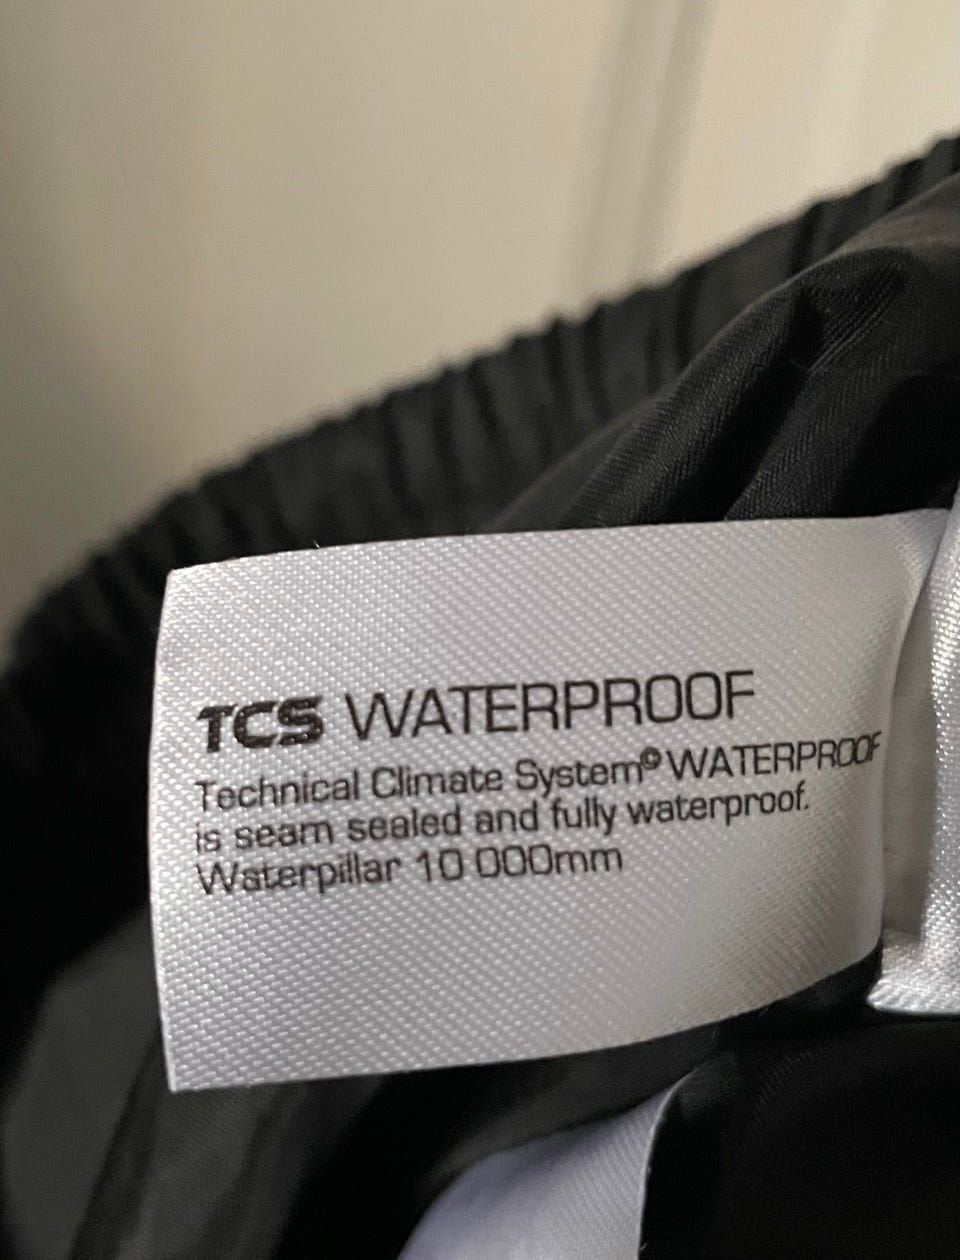 TCS WATERPROOF
Technical Climate System© WATERPROOF
is seam sealed and fully waterproof.
Waterpillar 10 000mm